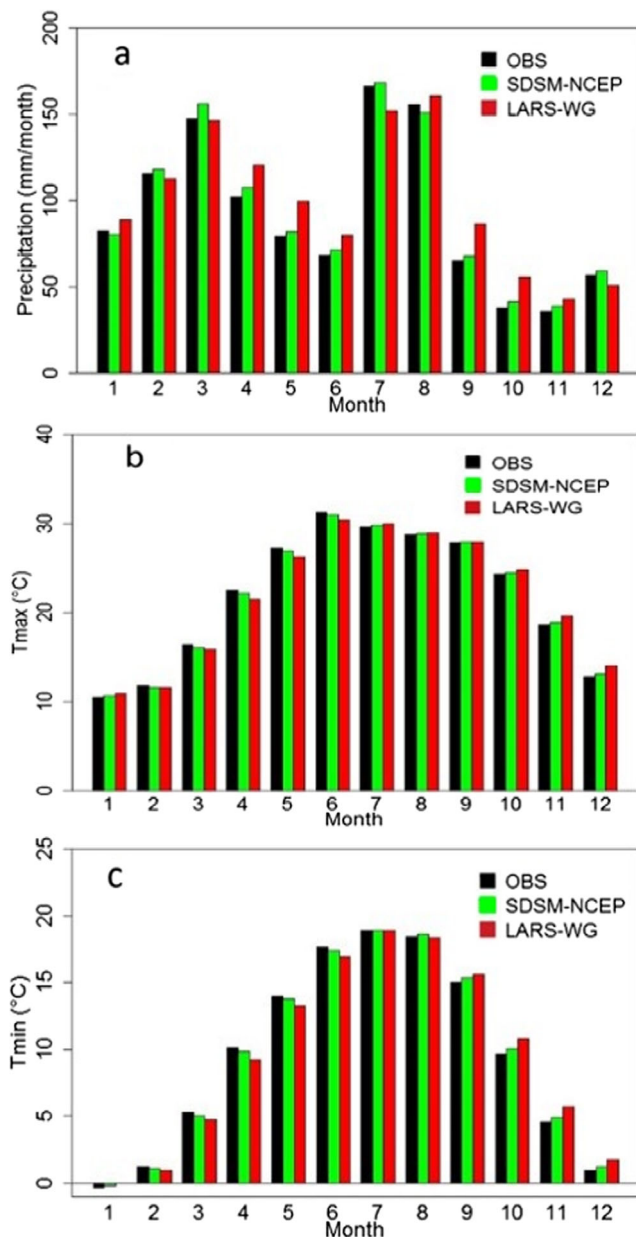 a
OBS
SDSM-NCEP
LARS-WG
Precipitation (mm/month)
200
150
100
50
0
1 2 3 4 5 6 7 8 9 10 11 12
Month
b
OBS
SDSM-NCEP
LARS-WG
Tmax (°C)
40
30
20
10
0
1 2 3 4 5 6 7 8 9 10 11 12
Month
c
OBS
SDSM-NCEP
LARS-WG
Tmin (°C)
25
20
15
10
5
0
1 2 3 4 5 6 7 8 9 10 11 12
Month